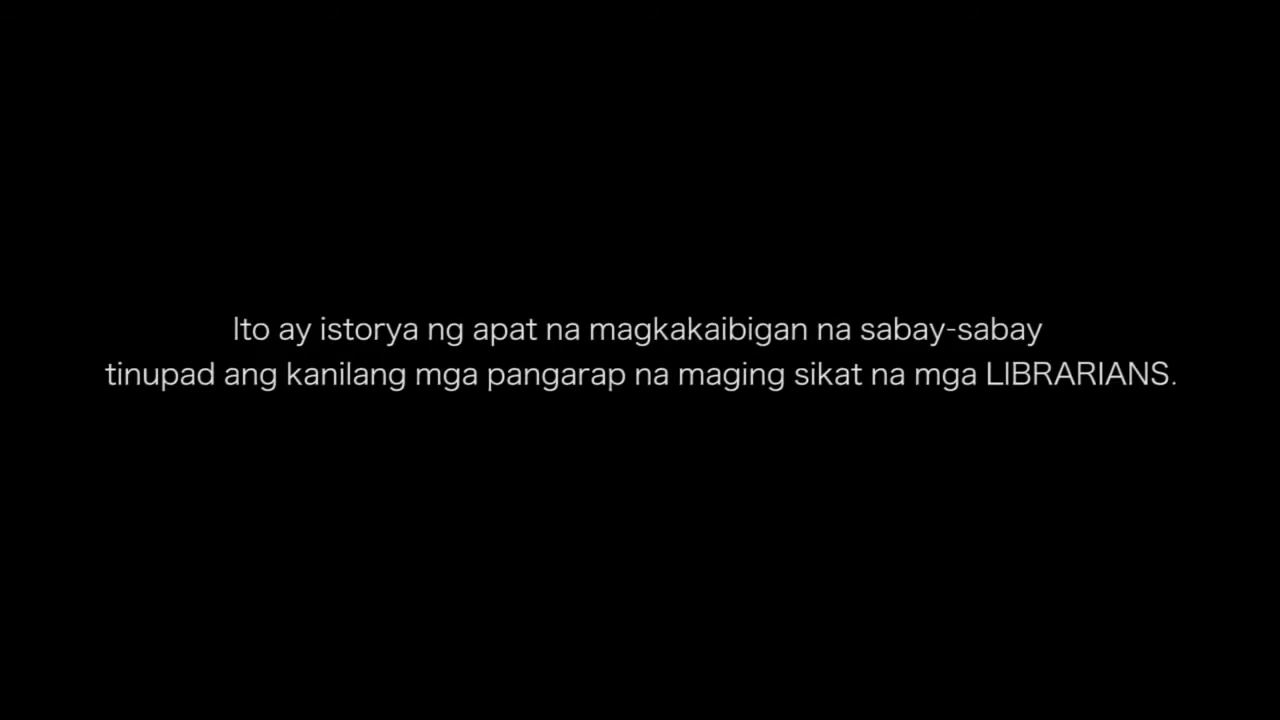 Ito ay istorya ng apat na magkakaibigan na sabay-sabay
tinupad ang kanilang mga pangarap na maging sikat na mga LIBRARIANS.